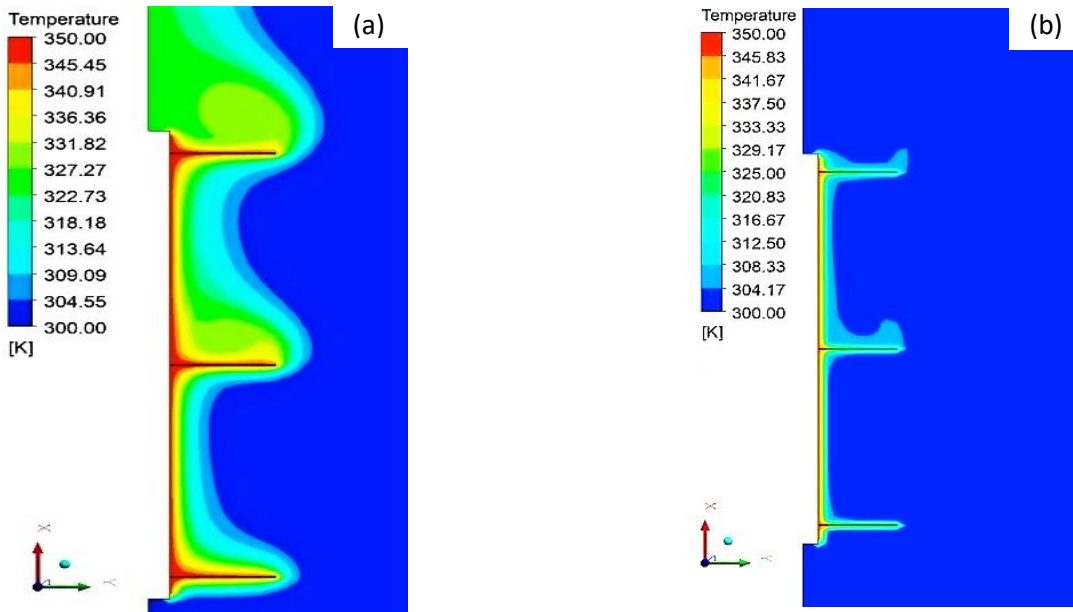 (a)
Temperature
350.00
345.45
340.91
336.36
331.82
327.27
322.73
318.18
313.64
309.09
304.55
300.00
[K]
X
Y
(b)
Temperature
350.00
345.83
341.67
337.50
333.33
329.17
325.00
320.83
316.67
312.50
308.33
304.17
300.00
[K]
X
Y